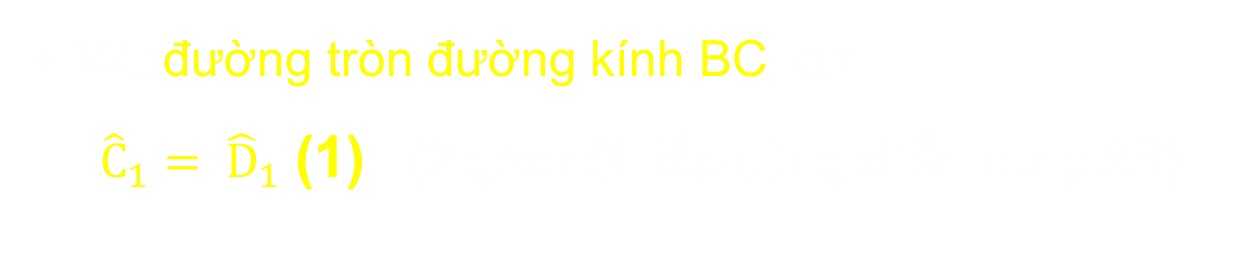 đường tròn đường kính BC
Ĉ₁ = D̂₁ (1)